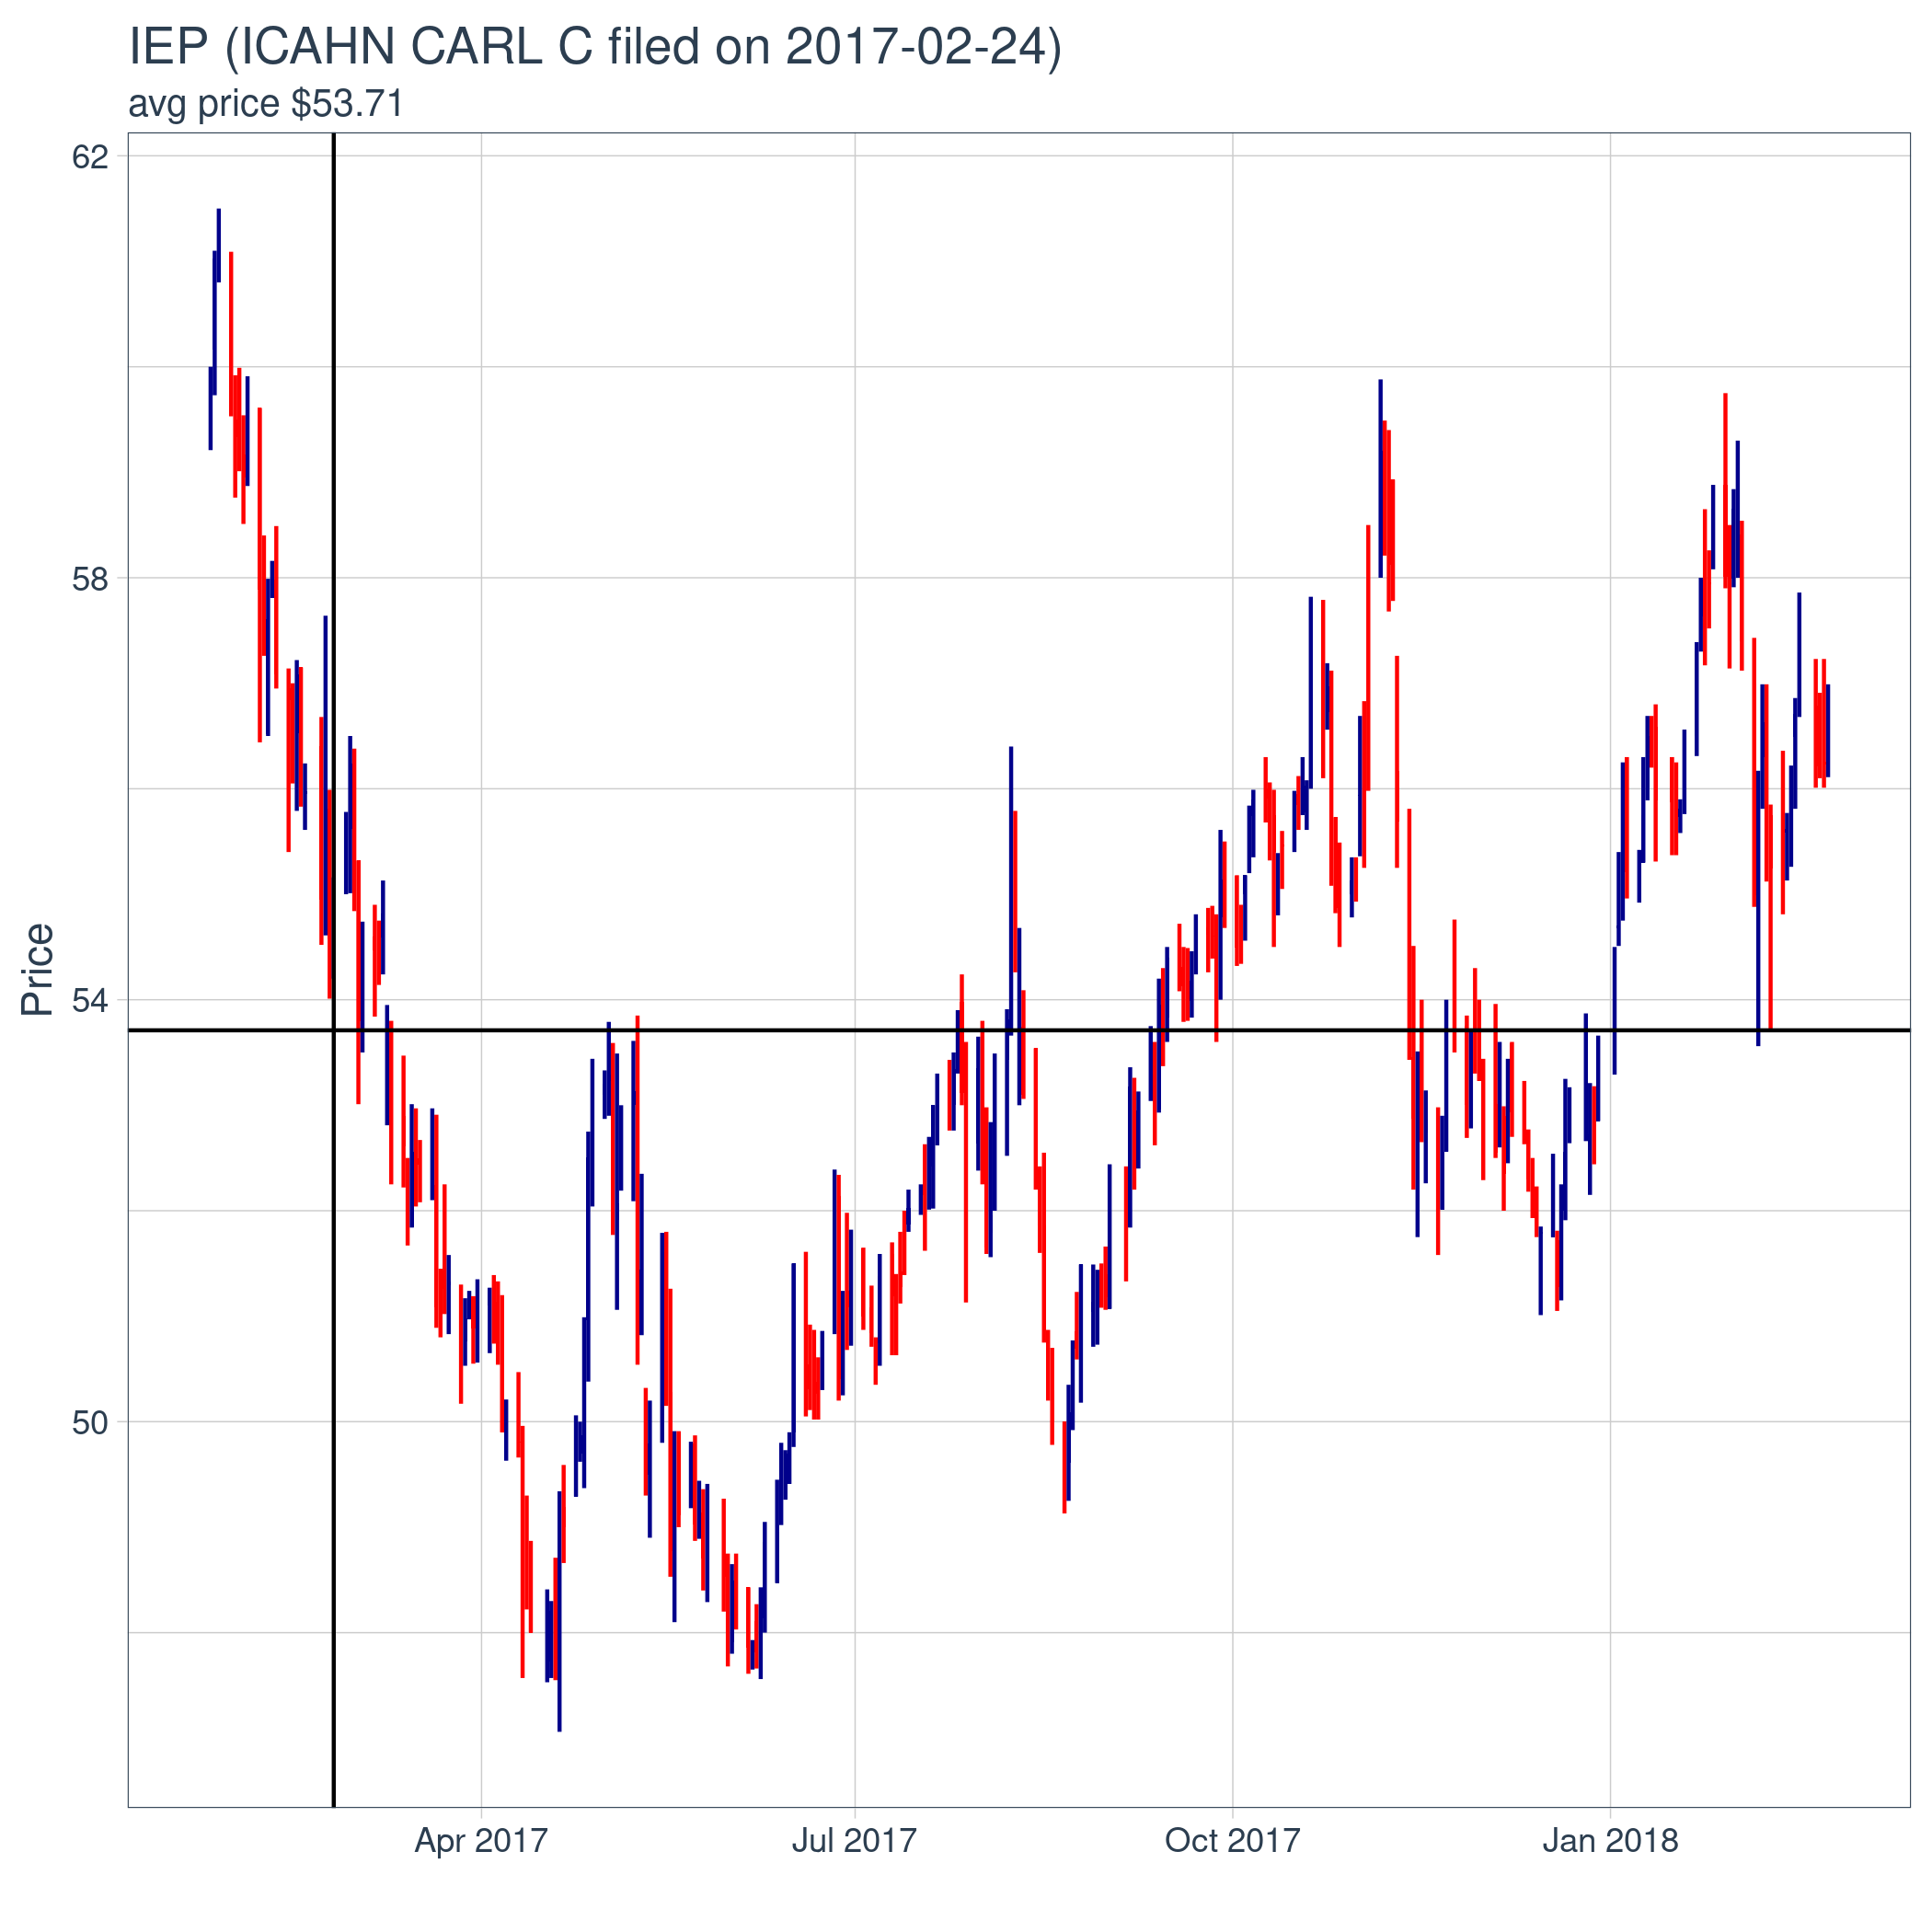 IEP (ICAHN CARL C filed on 2017-02-24)
avg price $53.71
62
58
54
50
Price
Apr 2017
Jul 2017
Oct 2017
Jan 2018